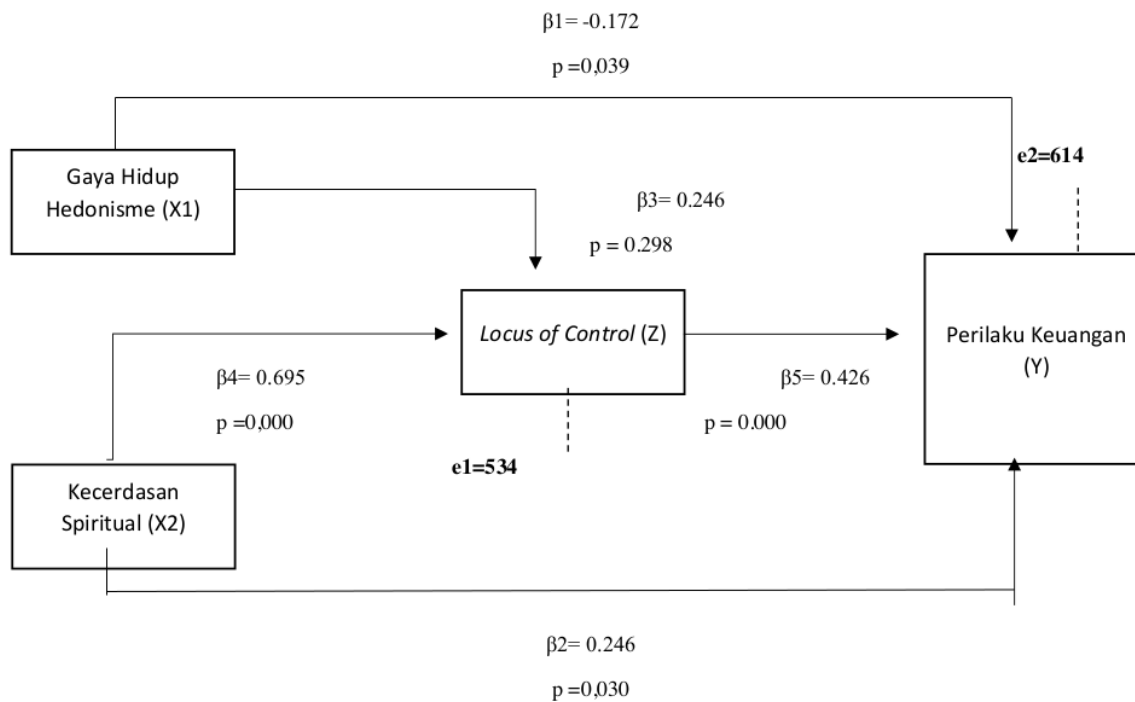 β1= -0.172
p =0,039
Gaya Hidup
Hedonisme (X1)
e2=614
β3= 0.246
p = 0.298
Locus of Control (Z)
Perilaku Keuangan
(Y)
β4= 0.695
p =0,000
β5= 0.426
p = 0.000
e1=534
Kecerdasan
Spiritual (X2)
β2= 0.246
p =0,030